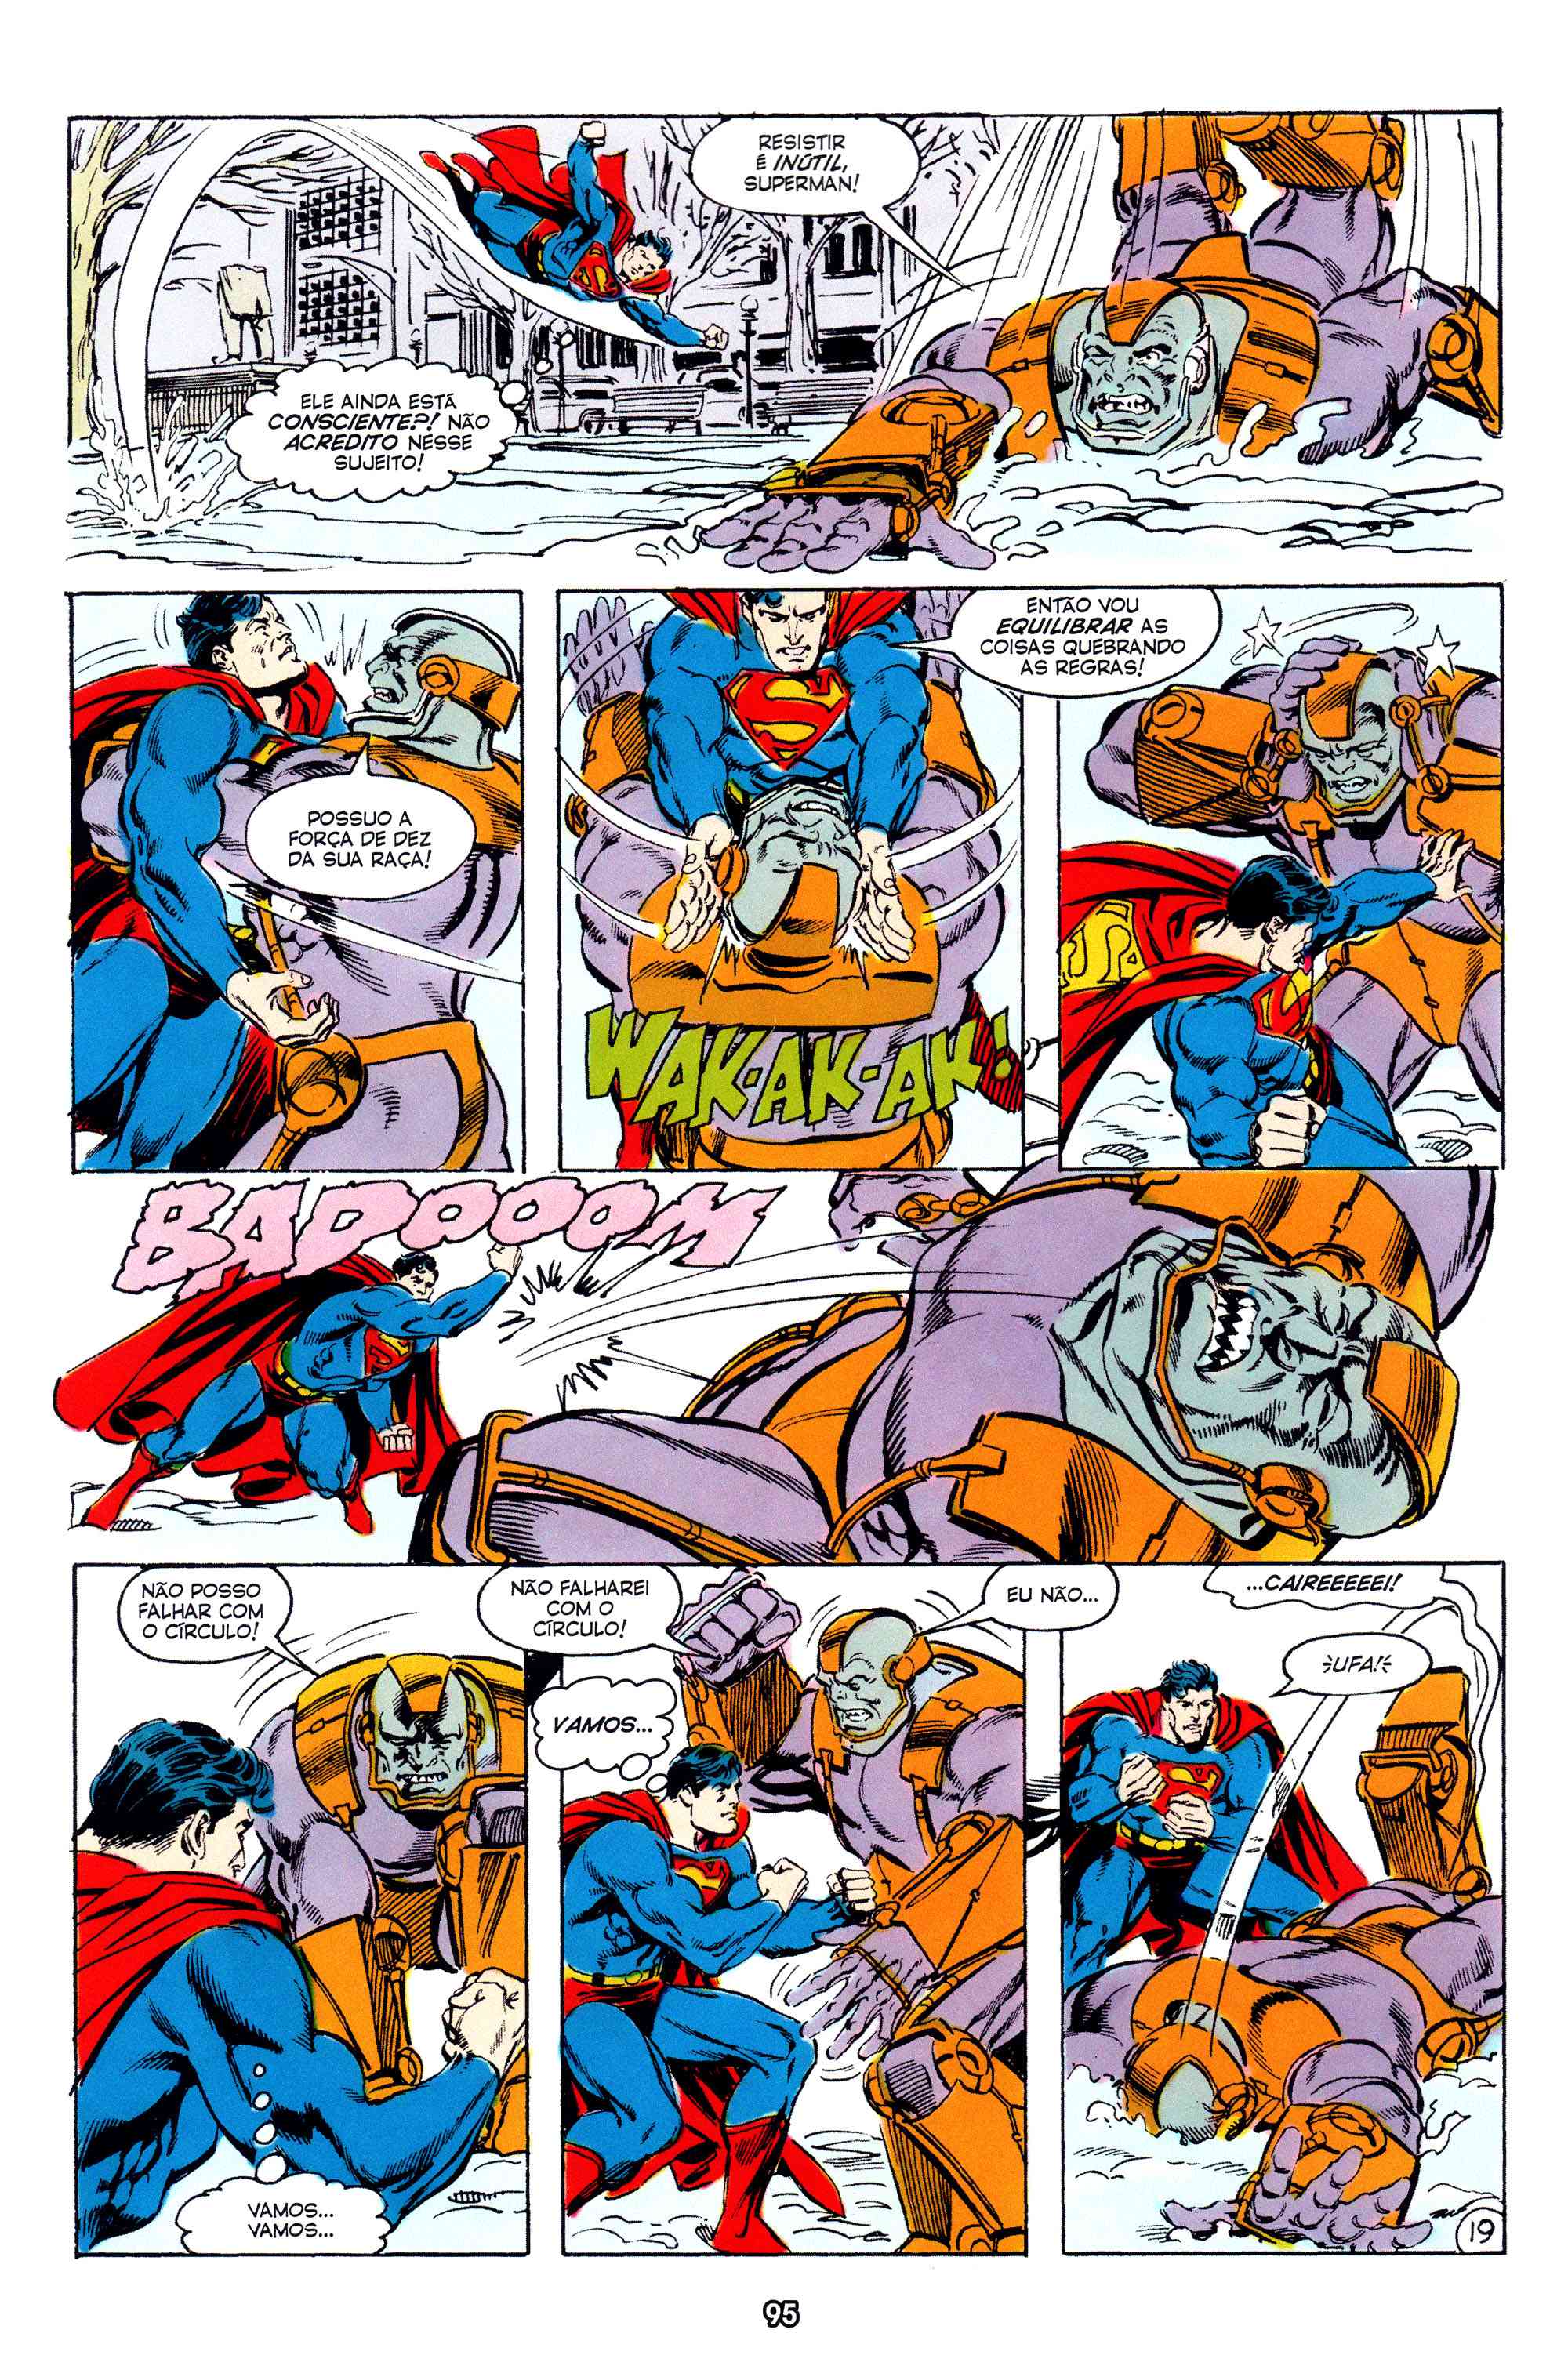 RESISTIR
É INÚTIL,
SUPERMAN!
ELE AINDA ESTÁ
CONSCIENTE?! NÃO
ACREDITO NESSE
SUJEITO!
POSSUO A
FORÇA DE DEZ
DA SUA RAÇA!
ENTÃO VOU
EQUILIBRAR AS
COISAS QUEBRANDO
AS REGRAS!
WAK-AK-AK!
BADOOOOM
NÃO POSSO
FALHAR COM
O CÍRCULO!
VAMOS...
VAMOS...
NÃO FALHAREI
COM O
CÍRCULO!
VAMOS...
EU NÃO...
...CAIREEEEEI!
UFA!
19
95